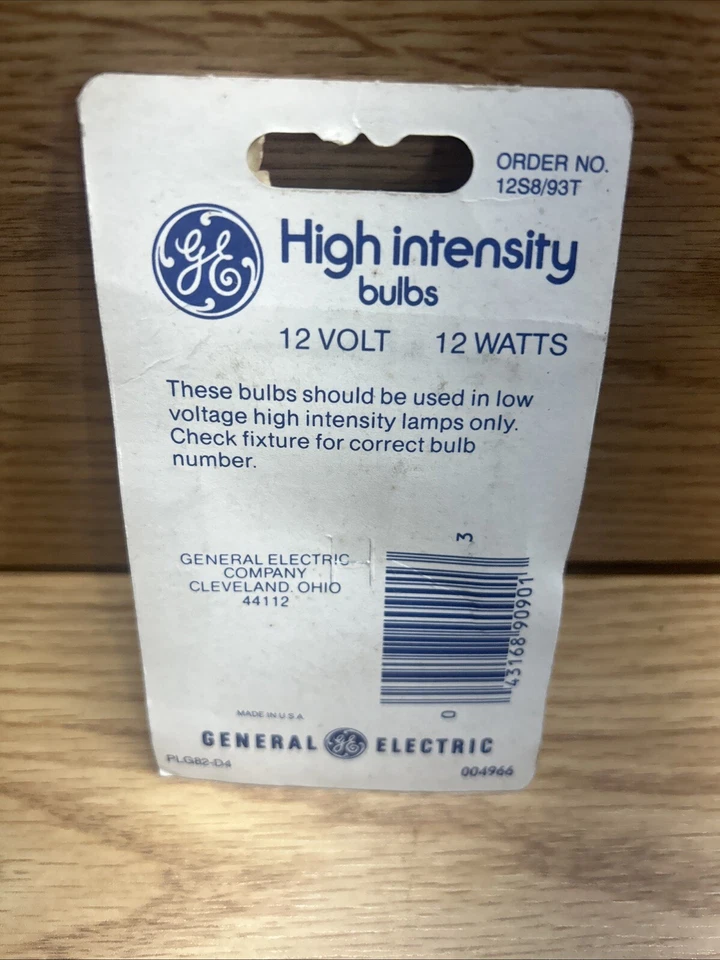 ORDER NO.
12S8/93T
GE
High intensity
bulbs
12 VOLT 12 WATTS
These bulbs should be used in low
voltage high intensity lamps only.
Check fixture for correct bulb
number.
GENERAL ELECTRIC
COMPANY
CLEVELAND, OHIO
44112
3
43168 90901
0
MADE IN U S A
GENERAL GE ELECTRIC
PLG82-D4
004966